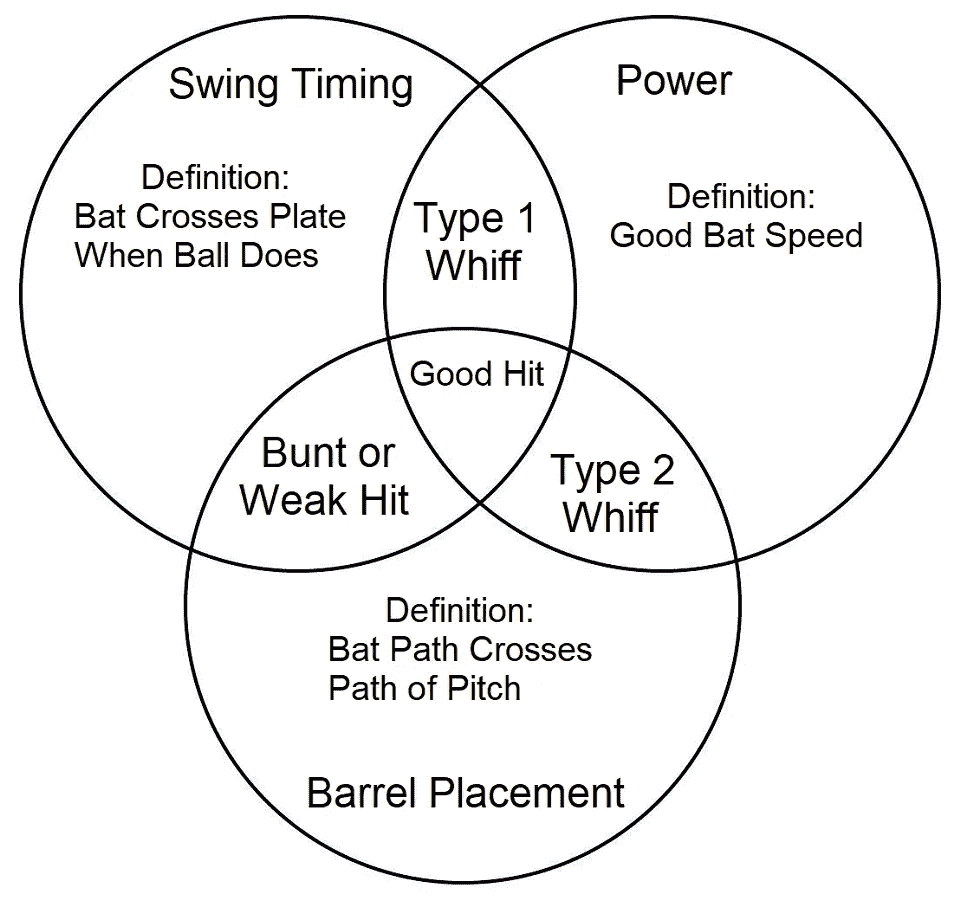 Swing Timing
Definition:
Bat Crosses Plate
When Ball Does
Power
Definition:
Good Bat Speed
Type 1
Whiff
Good Hit
Bunt or
Weak Hit
Type 2
Whiff
Definition:
Bat Path Crosses
Path of Pitch
Barrel Placement